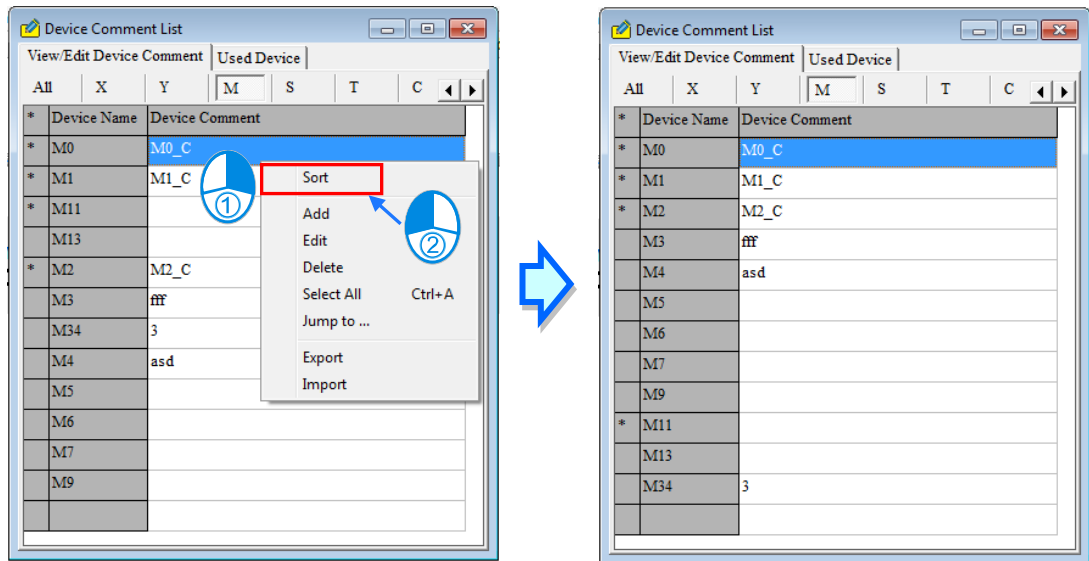 Device Comment List
View/Edit Device Comment Used Device
All X Y M S T C
* Device Name Device Comment
* M0 M0_C
* M1 M1_C
* M11
M13
* M2 M2_C
M3 fff
M34 3
M4 asd
M5
M6
M7
M9
Sort
Add
Edit
Delete
Select All Ctrl+A
Jump to ...
Export
Import
1
2
Device Comment List
View/Edit Device Comment Used Device
All X Y M S T C
* Device Name Device Comment
* M0 M0_C
* M1 M1_C
* M2 M2_C
M3 fff
M4 asd
M5
M6
M7
M9
* M11
M13
M34 3